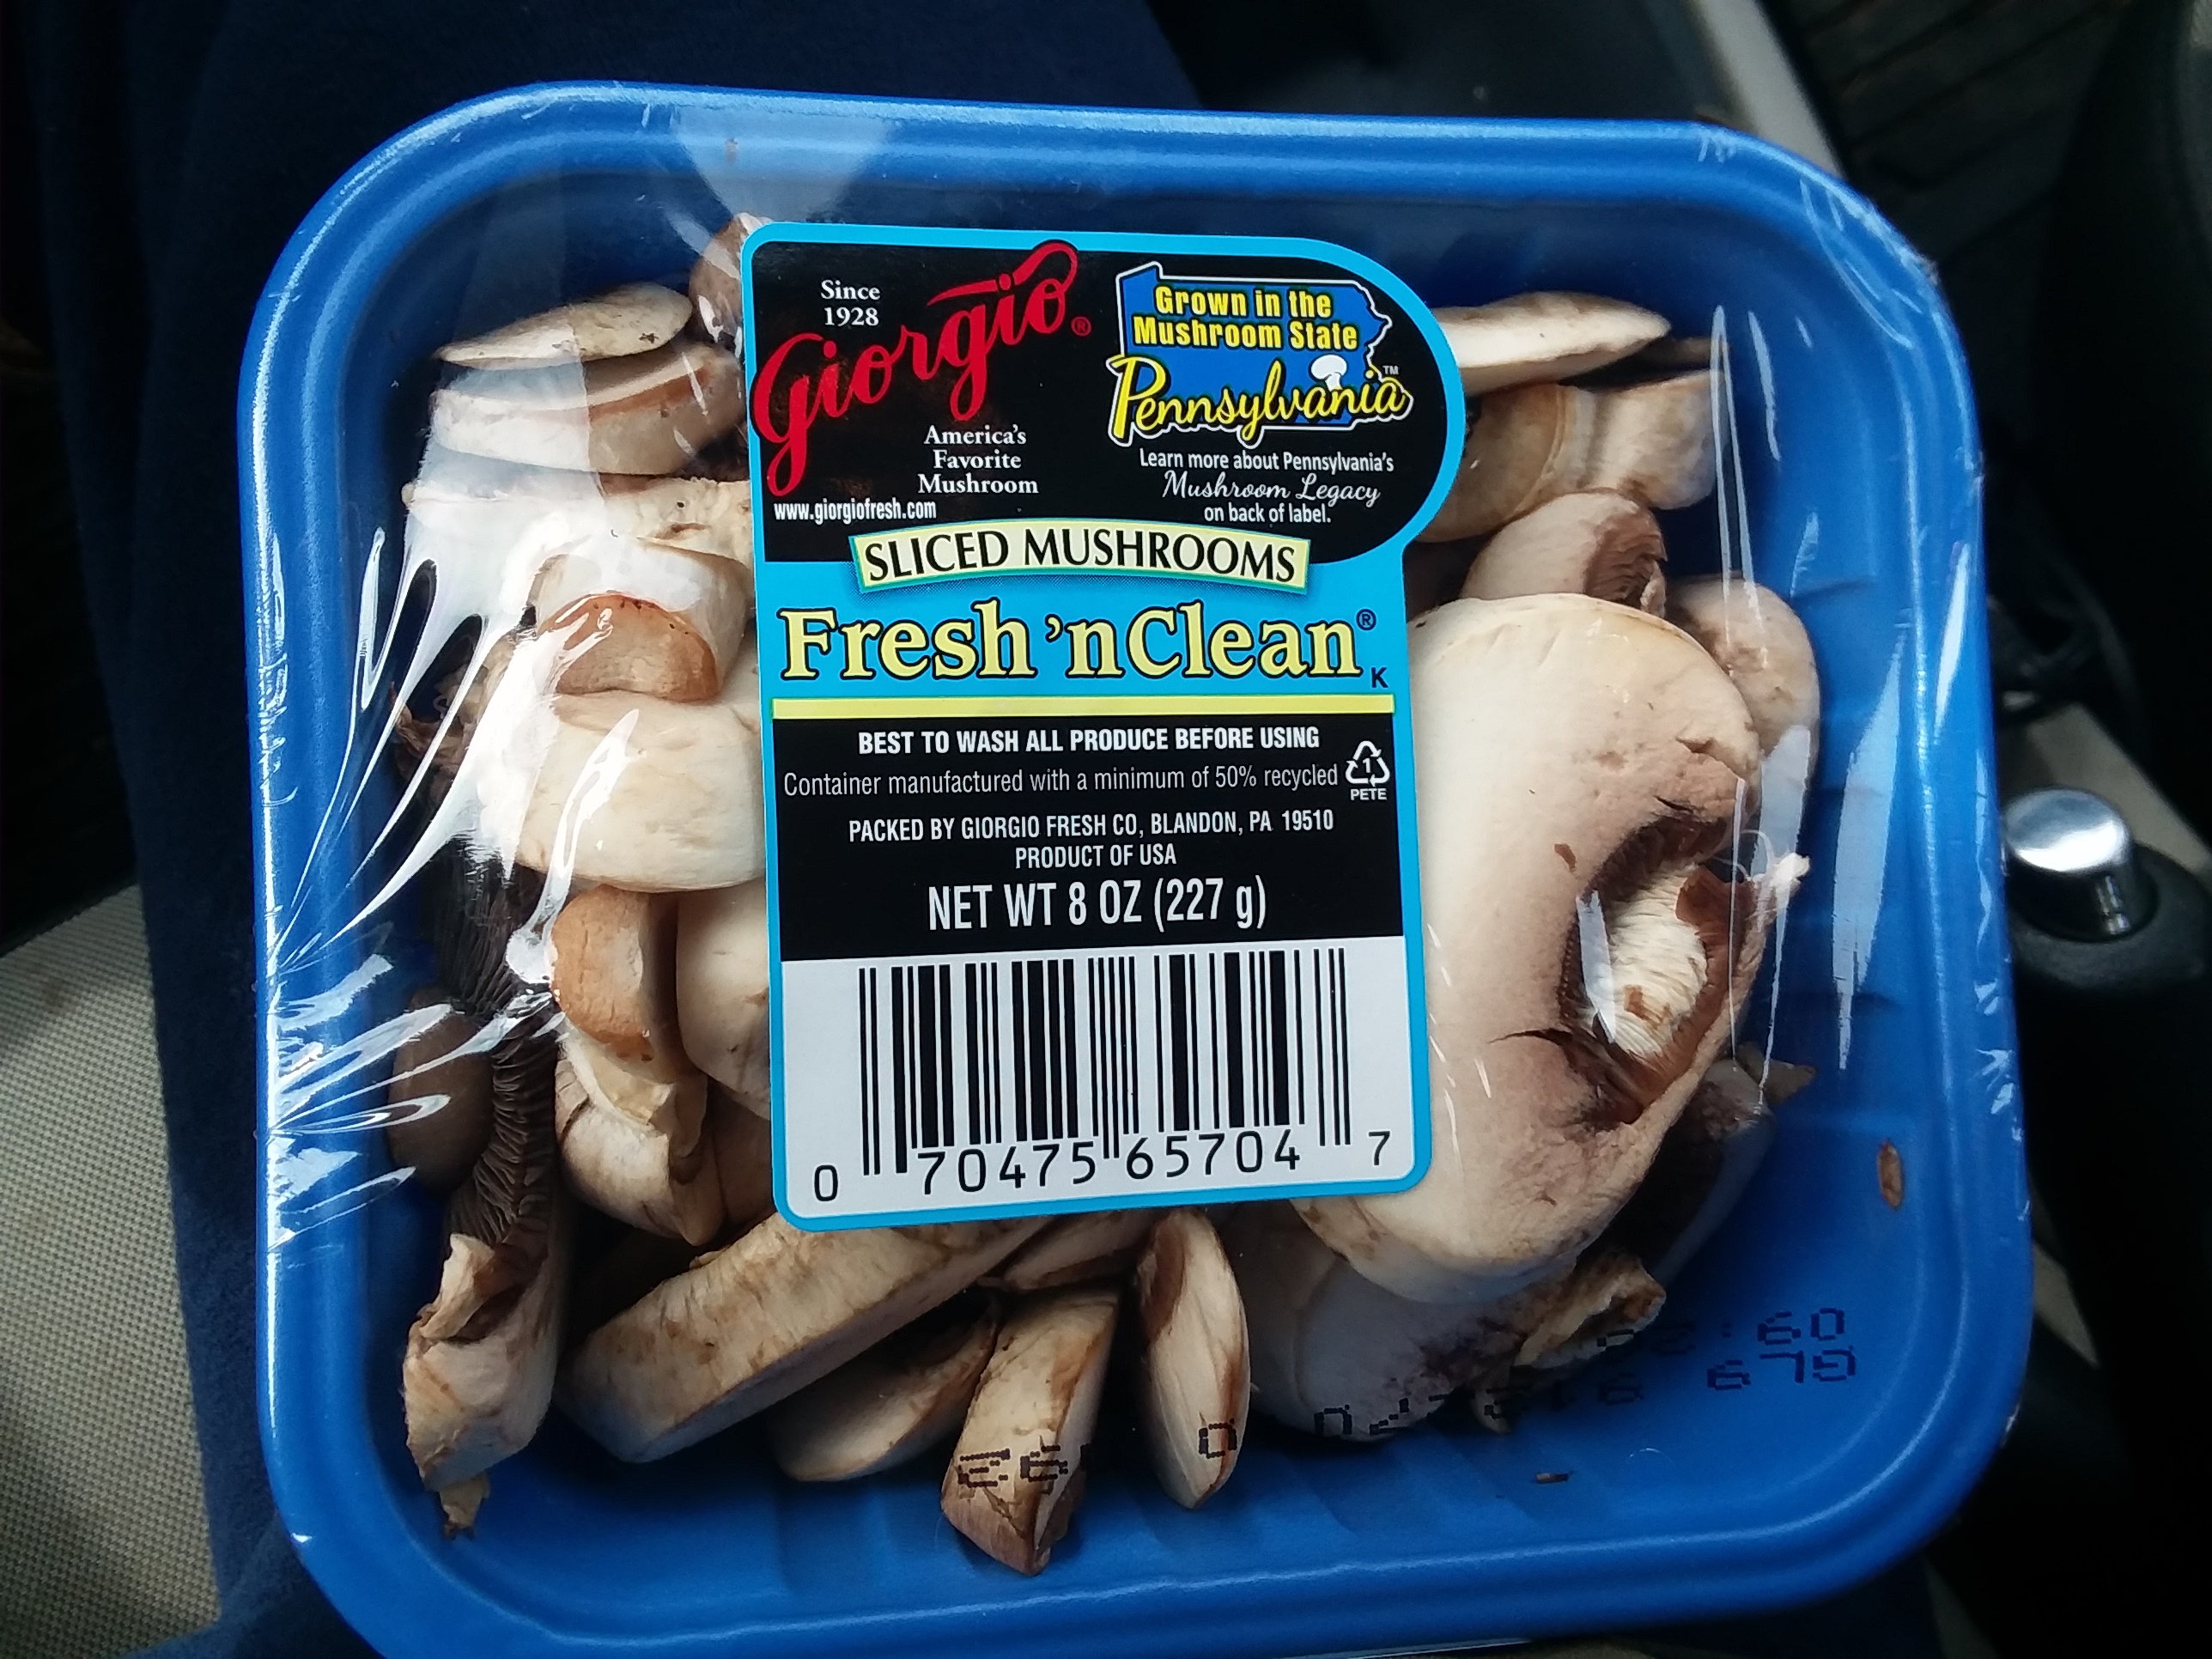 Since
1928
Giorgio®
America's
Favorite
Mushroom
www.giorgiofresh.com
Grown in the
Mushroom State
Pennsylvania™
Learn more about Pennsylvania's
Mushroom Legacy
on back of label.
SLICED MUSHROOMS
Fresh 'nClean®
K
BEST TO WASH ALL PRODUCE BEFORE USING
Container manufactured with a minimum of 50% recycled
1
PETE
PACKED BY GIORGIO FRESH CO, BLANDON, PA 19510
PRODUCT OF USA
NET WT 8 OZ (227 g)
0 70475 65704 7